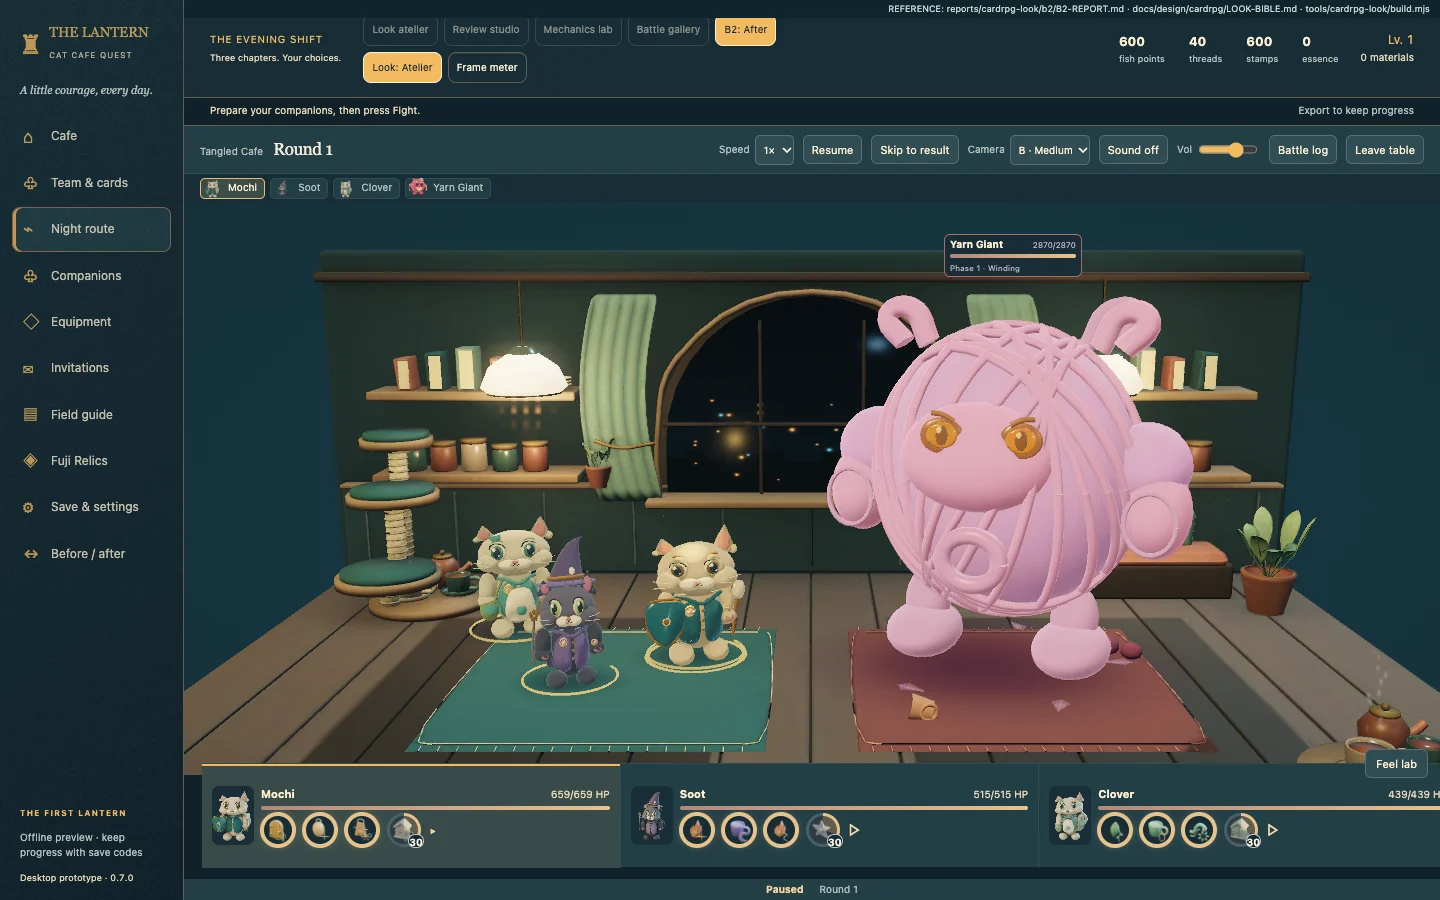 REFERENCE: reports/cardrpg-look/b2/B2-REPORT.md · docs/design/cardrpg/LOOK-BIBLE.md · tools/cardrpg-look/build.mjs
THE LANTERN
CAT CAFE QUEST
A little courage, every day.
Cafe
Team & cards
Night route
Companions
Equipment
Invitations
Field guide
Fuji Relics
Save & settings
Before / after
THE FIRST LANTERN
Offline preview · keep
progress with save codes
Desktop prototype · 0.7.0
THE EVENING SHIFT
Three chapters. Your choices.
Look atelier
Review studio
Mechanics lab
Battle gallery
B2: After
Look: Atelier
Frame meter
600
fish points
40
threads
600
stamps
0
essence
Lv. 1
0 materials
Prepare your companions, then press Fight.
Export to keep progress
Tangled Cafe Round 1
Speed 1x
Resume
Skip to result
Camera B · Medium
Sound off
Vol
Battle log
Leave table
Mochi
Soot
Clover
Yarn Giant
Yarn Giant 2870/2870
Phase 1 · Winding
Feel lab
Mochi 659/659 HP
30
Soot 515/515 HP
30
Clover 439/439 H
30
Paused Round 1